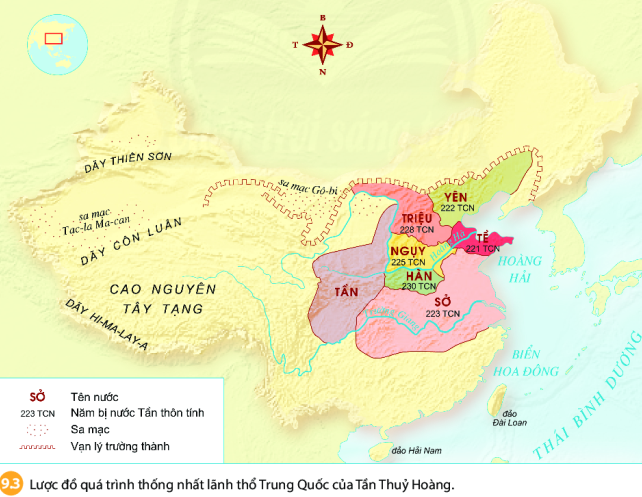 B
T
Đ
N
DÃY THIÊN SƠN
sa mạc Gô-bi
sa mạc
Tạc-la Ma-can
DÃY CÔN LUÂN
CAO NGUYÊN
TÂY TẠNG
DÃY HI-MA-LAY-A
YÊN
222 TCN
TRIỆU
228 TCN
TỀ
221 TCN
NGỤY
225 TCN
HÀN
230 TCN
TẦN
SỞ
223 TCN
HOÀNG
HẢI
BIỂN
HOA ĐÔNG
THÁI BÌNH DƯƠNG
đảo
Đài Loan
đảo Hải Nam
SỞ Tên nước
223 TCN Năm bị nước Tần thôn tính
Sa mạc
Vạn lý trường thành
9.3 Lược đồ quá trình thống nhất lãnh thổ Trung Quốc của Tần Thuỷ Hoàng.